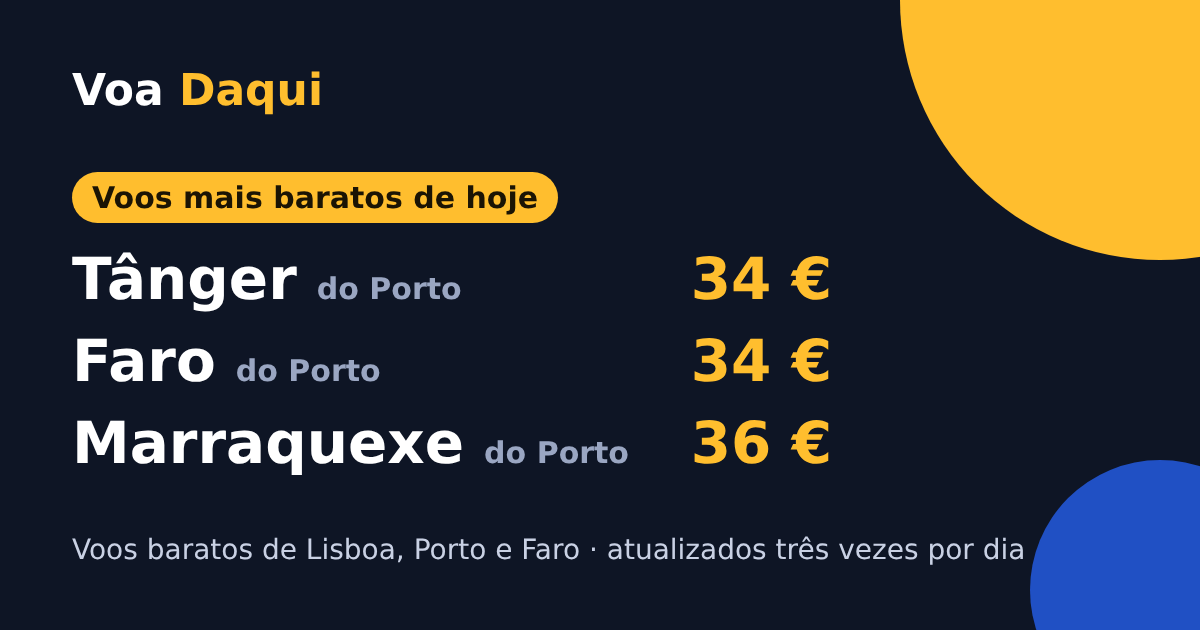 Voa Daqui
Voos mais baratos de hoje
Tânger do Porto 34 €
Faro do Porto 34 €
Marraquexe do Porto 36 €
Voos baratos de Lisboa, Porto e Faro · atualizados três vezes por dia